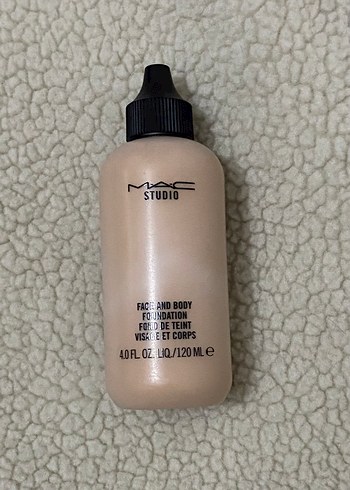 MAC
STUDIO
FACE AND BODY
FOUNDATION
FOND DE TEINT
VISAGE ET CORPS
4.0 FL. OZ. LIQ./120 ML ℮